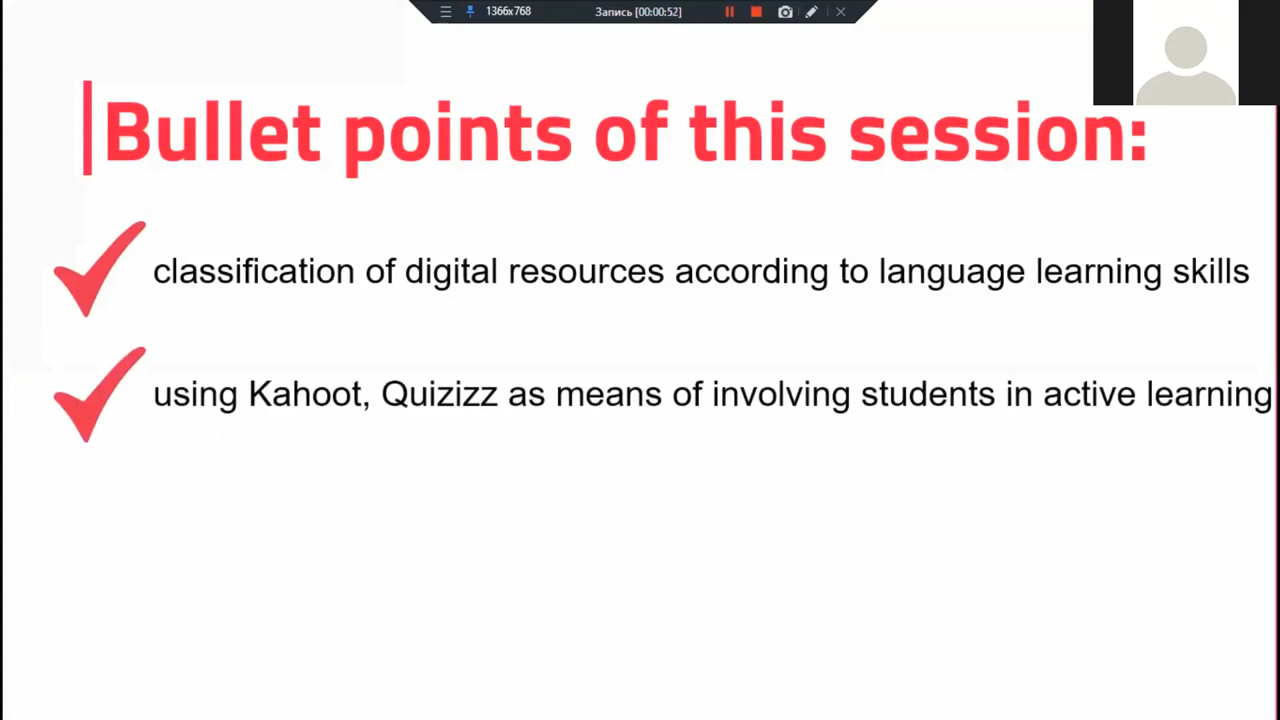 1366x768 Запись [00:00:52]
Bullet points of this session:
classification of digital resources according to language learning skills
using Kahoot, Quizizz as means of involving students in active learning